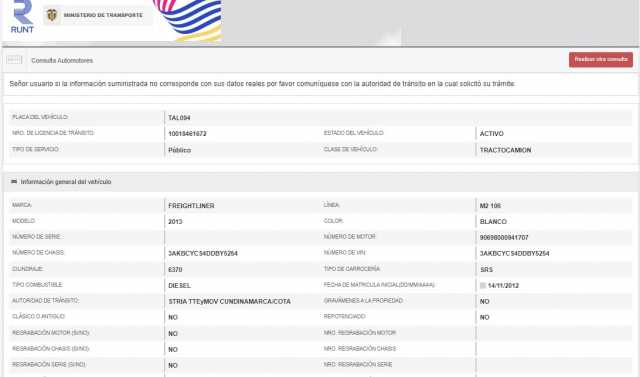 RUNT
MINISTERIO DE TRANSPORTE
Consulta Automotores
Realizar otra consulta
Señor usuario si la información suministrada no corresponde con sus datos reales por favor comuníquese con la autoridad de tránsito en la cual solicitó su trámite.
PLACA DEL VEHÍCULO: TAL094
NRO. DE LICENCIA DE TRÁNSITO: 10018461672 ESTADO DEL VEHÍCULO: ACTIVO
TIPO DE SERVICIO: Público CLASE DE VEHÍCULO: TRACTOCAMION
Información general del vehículo
MARCA: FREIGHTLINER LÍNEA: M2 106
MODELO: 2013 COLOR: BLANCO
NÚMERO DE SERIE: NÚMERO DE MOTOR: 90698000941707
NÚMERO DE CHASIS: 3AKBCYCS4DDBY5254 NÚMERO DE VIN: 3AKBCYCS4DDBY5254
CILINDRAJE: 6370 TIPO DE CARROCERÍA: SRS
TIPO COMBUSTIBLE: DIESEL FECHA DE MATRICULA INICIAL(DD/MM/AAAA): 14/11/2012
AUTORIDAD DE TRÁNSITO: STRIA TTEyMOV CUNDINAMARCA/COTA GRAVÁMENES A LA PROPIEDAD: NO
CLÁSICO O ANTIGUO: NO REPOTENCIADO: NO
REGRABACIÓN MOTOR (SI/NO): NO NRO. REGRABACIÓN MOTOR
REGRABACIÓN CHASIS (SI/NO): NO NRO. REGRABACIÓN CHASIS
REGRABACIÓN SERIE (SI/NO): NO NRO. REGRABACIÓN SERIE